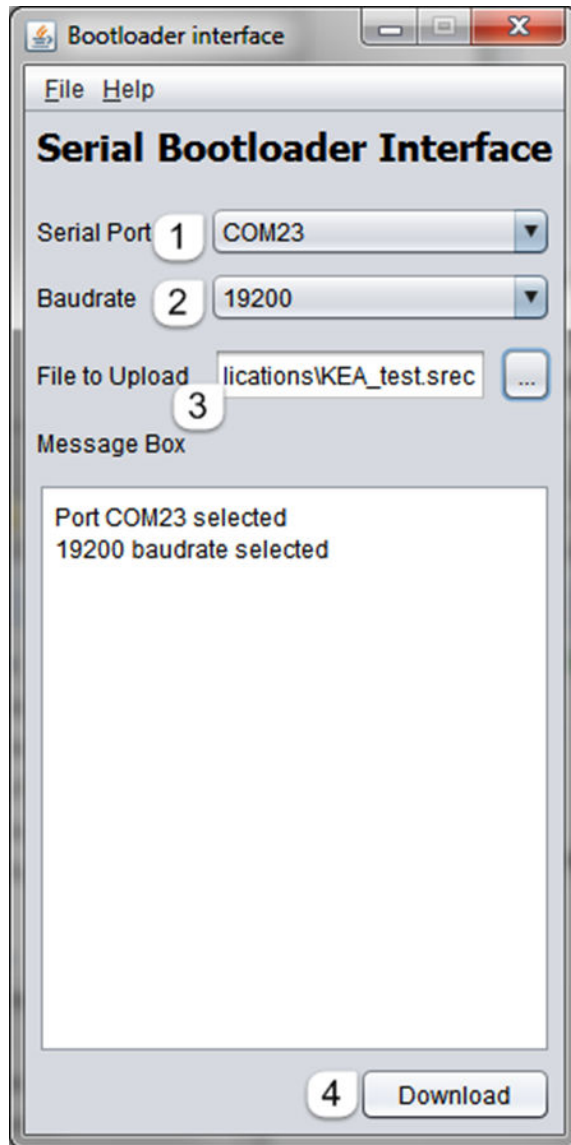 Bootloader interface
File Help
Serial Bootloader Interface
Serial Port 1 COM23
Baudrate 2 19200
File to Upload 3 lications\KEA_test.srec ...
Message Box
Port COM23 selected
19200 baudrate selected
4 Download